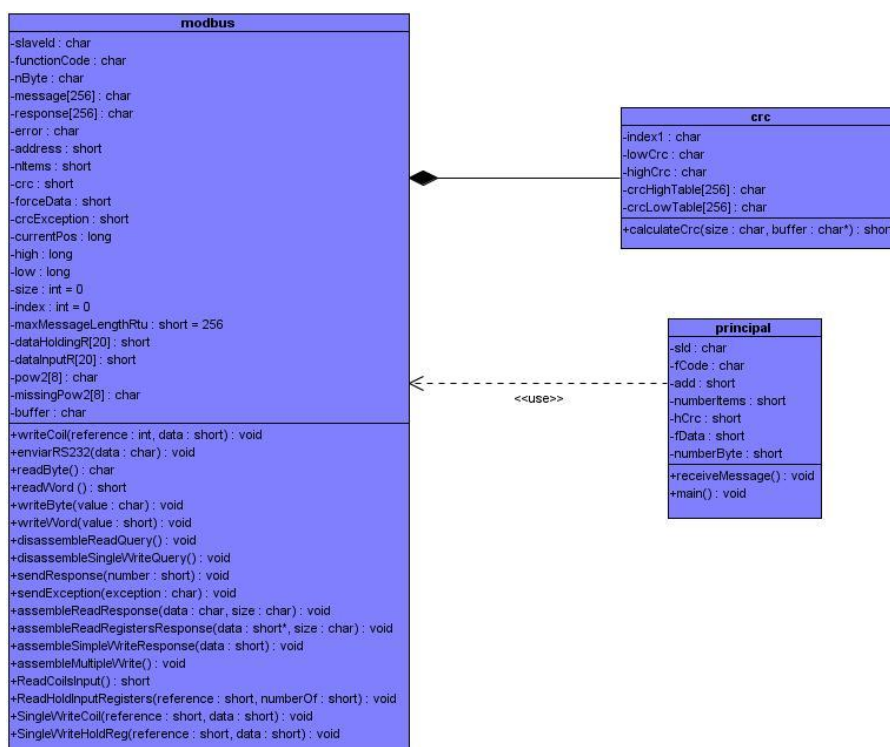 modbus
-slaveId : char
-functionCode : char
-nByte : char
-message[256] : char
-response[256] : char
-error : char
-address : short
-nItems : short
-crc : short
-forceData : short
-crcException : short
-currentPos : long
-high : long
-low : long
-size : int = 0
-index : int = 0
-maxMessageLengthRtu : short = 256
-dataHoldingR[20] : short
-dataInputR[20] : short
-pow2[8] : char
-missingPow2[8] : char
-buffer : char
+writeCoil(reference : int, data : short) : void
+enviarRS232(data : char) : void
+readByte() : char
+readWord () : short
+writeByte(value : char) : void
+writeWord(value : short) : void
+disassembleReadQuery() : void
+disassembleSingleWriteQuery() : void
+sendResponse(number : short) : void
+sendException(exception : char) : void
+assembleReadResponse(data : char, size : char) : void
+assembleReadRegistersResponse(data : short*, size : char) : void
+assembleSimpleWriteResponse(data : short) : void
+assembleMultipleWrite() : void
+ReadCoilsInput() : short
+ReadHoldInputRegisters(reference : short, numberOf : short) : void
+SingleWriteCoil(reference : short, data : short) : void
+SingleWriteHoldReg(reference : short, data : short) : void
crc
-index1 : char
-lowCrc : char
-highCrc : char
-crcHighTable[256] : char
-crcLowTable[256] : char
+calculateCrc(size : char, buffer : char*) : short
<<use>>
principal
-sId : char
-fCode : char
-add : short
-numberItems : short
-hCrc : short
-fData : short
-numberByte : short
+receiveMessage() : void
+main() : void